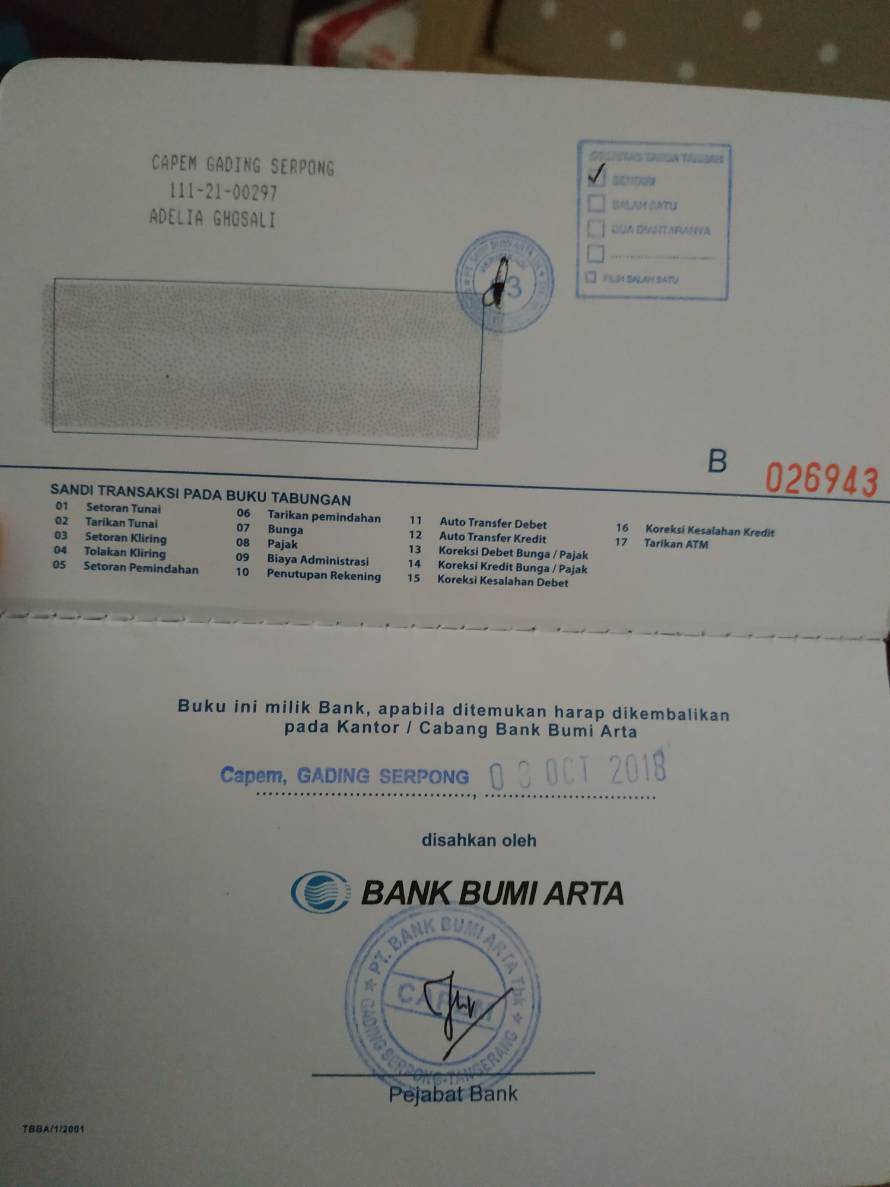 CAPEM GADING SERPONG
111-21-00297
ADELIA GHOSALI
SENDIRI
SALAH SATU
DUA DIANTARANYA
PILIH SALAH SATU
B 026943
SANDI TRANSAKSI PADA BUKU TABUNGAN
01 Setoran Tunai
02 Tarikan Tunai
03 Setoran Kliring
04 Tolakan Kliring
05 Setoran Pemindahan
06 Tarikan pemindahan
07 Bunga
08 Pajak
09 Biaya Administrasi
10 Penutupan Rekening
11 Auto Transfer Debet
12 Auto Transfer Kredit
13 Koreksi Debet Bunga / Pajak
14 Koreksi Kredit Bunga / Pajak
15 Koreksi Kesalahan Debet
16 Koreksi Kesalahan Kredit
17 Tarikan ATM
Buku ini milik Bank, apabila ditemukan harap dikembalikan
pada Kantor / Cabang Bank Bumi Arta
Capem, GADING SERPONG OCT 2018
disahkan oleh
BANK BUMI ARTA
PT. BANK BUMI ARTA Tbk
CAPEM
GADING SERPONG-TANGERANG
Pejabat Bank
TBBA/1/2001